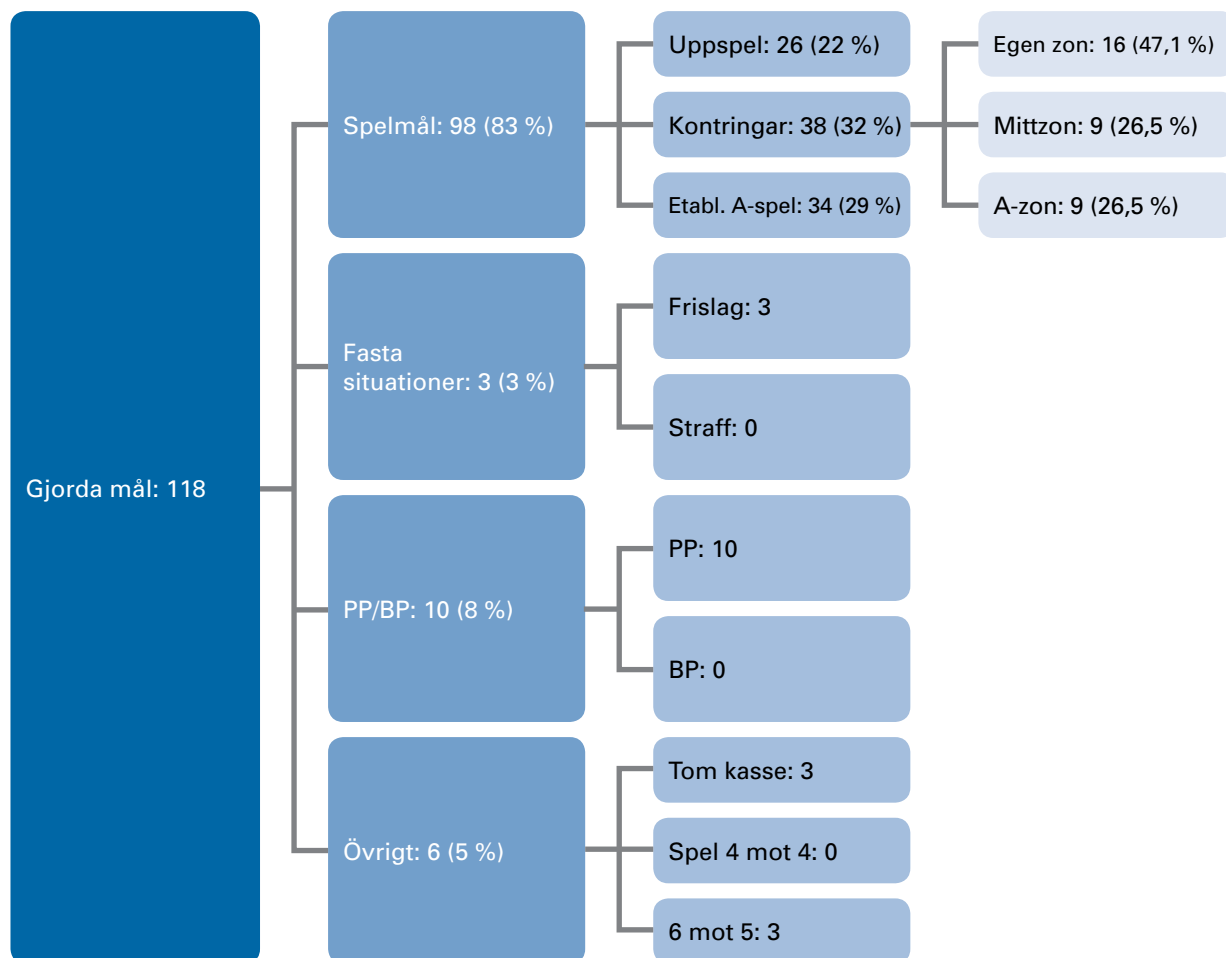 Gjorda mål: 118
Spelmål: 98 (83 %)
Uppspel: 26 (22 %)
Kontringar: 38 (32 %)
Etabl. A-spel: 34 (29 %)
Egen zon: 16 (47,1 %)
Mittzon: 9 (26,5 %)
A-zon: 9 (26,5 %)
Fasta
situationer: 3 (3 %)
Frislag: 3
Straff: 0
PP/BP: 10 (8 %)
PP: 10
BP: 0
Övrigt: 6 (5 %)
Tom kasse: 3
Spel 4 mot 4: 0
6 mot 5: 3